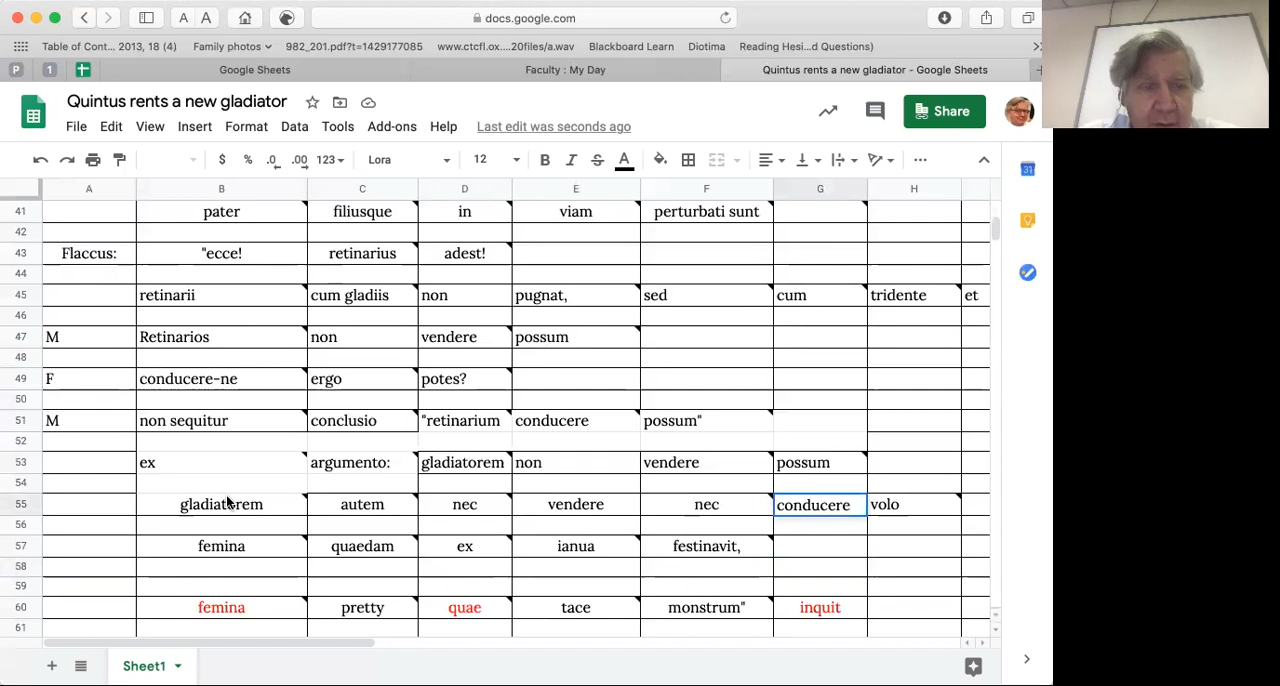 A A docs.google.com
Table of Cont... 2013, 18 (4) Family photos 982_201.pdf?t=1429177085 www.ctcfl.ox....20files/a.wav Blackboard Learn Diotima Reading Hesi...d Questions)
P 1 Google Sheets Faculty : My Day Quintus rents a new gladiator - Google Sheets
Quintus rents a new gladiator
Share
File Edit View Insert Format Data Tools Add-ons Help Last edit was seconds ago
$ % .0 .00 123 Lora 12 B I S A
A B C D E F G H
41 pater filiusque in viam perturbati sunt
42
43 Flaccus: "ecce! retinarius adest!
44
45 retinarii cum gladiis non pugnat, sed cum tridente et
46
47 M Retinarios non vendere possum
48
49 F conducere-ne ergo potes?
50
51 M non sequitur conclusio "retinarium conducere possum"
52
53 ex argumento: gladiatorem non vendere possum
54
55 gladiatorem autem nec vendere nec conducere volo
56
57 femina quaedam ex ianua festinavit,
58
59
60 femina pretty quae tace monstrum" inquit
61
Sheet1
31